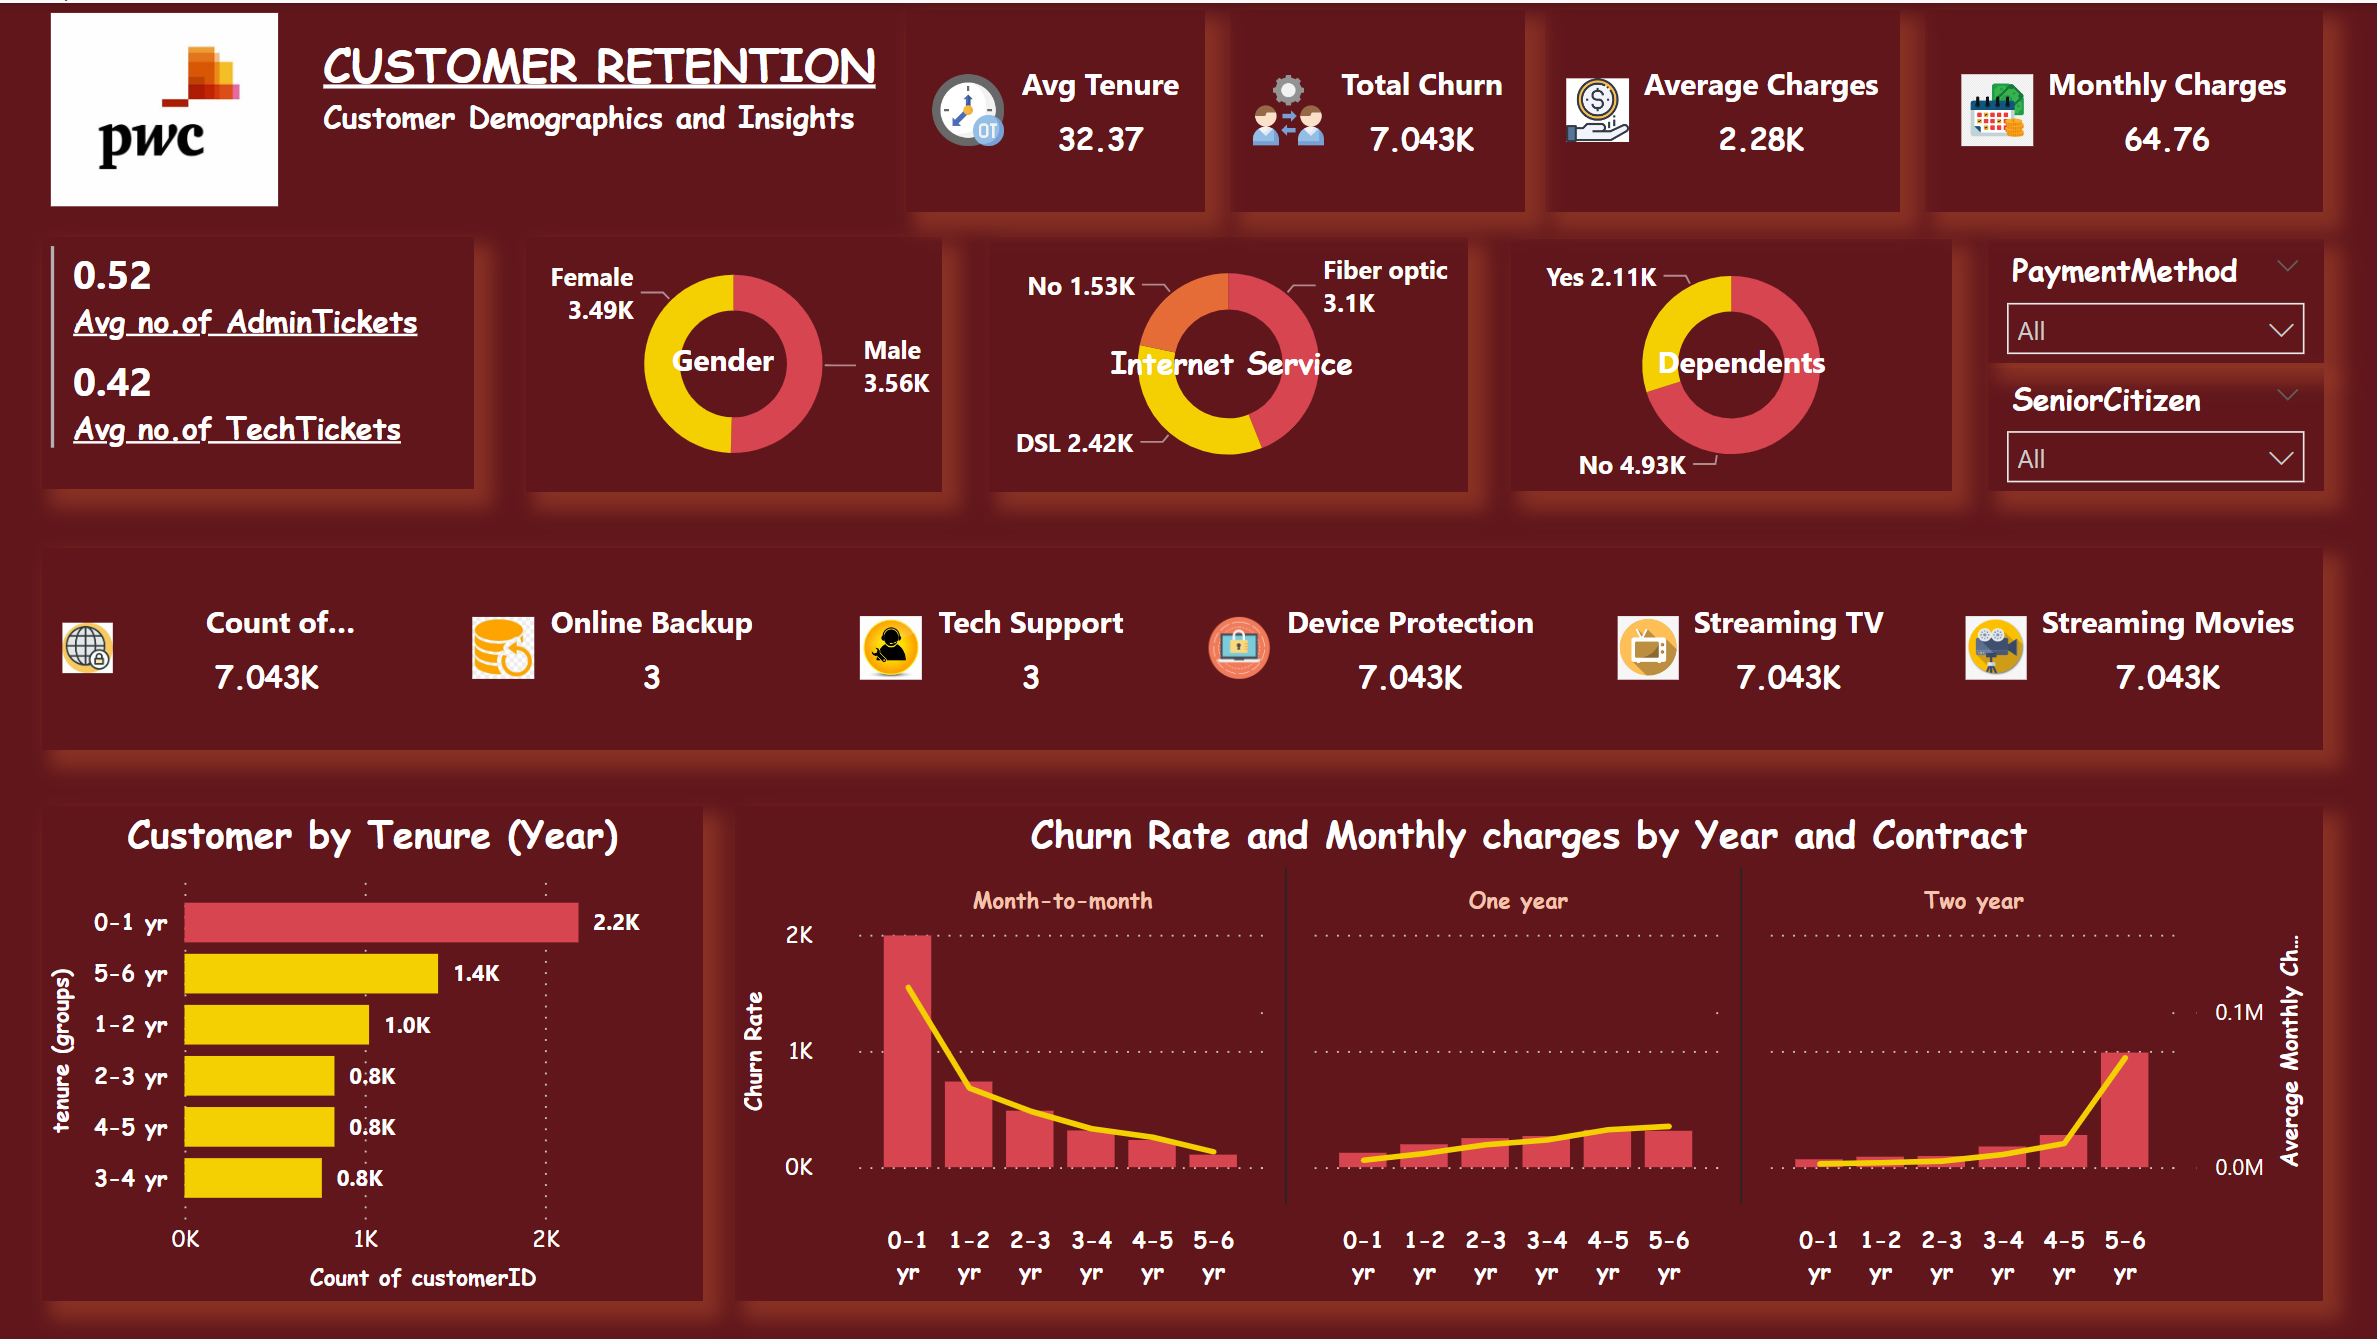 pwc
CUSTOMER RETENTION
Customer Demographics and Insights
Avg Tenure
32.37
OT
Total Churn
7.043K
Average Charges
2.28K
Monthly Charges
64.76
0.52
Avg no.of AdminTickets
0.42
Avg no.of TechTickets
Female
3.49K
Gender
Male
3.56K
No 1.53K
Fiber optic
3.1K
Internet Service
DSL 2.42K
Yes 2.11K
Dependents
No 4.93K
PaymentMethod
All
SeniorCitizen
All
Count of...
7.043K
Online Backup
3
Tech Support
3
Device Protection
7.043K
Streaming TV
7.043K
Streaming Movies
7.043K
Customer by Tenure (Year)
tenure (groups)
0-1 yr
2.2K
5-6 yr
1.4K
1-2 yr
1.0K
2-3 yr
0.8K
4-5 yr
0.8K
3-4 yr
0.8K
0K 1K 2K
Count of customerID
Churn Rate and Monthly charges by Year and Contract
Month-to-month
One year
Two year
Churn Rate
2K
1K
0K
0.1M
0.0M
Average Monthly Ch...
0-1 1-2 2-3 3-4 4-5 5-6
yr yr yr yr yr yr
0-1 1-2 2-3 3-4 4-5 5-6
yr yr yr yr yr yr
0-1 1-2 2-3 3-4 4-5 5-6
yr yr yr yr yr yr